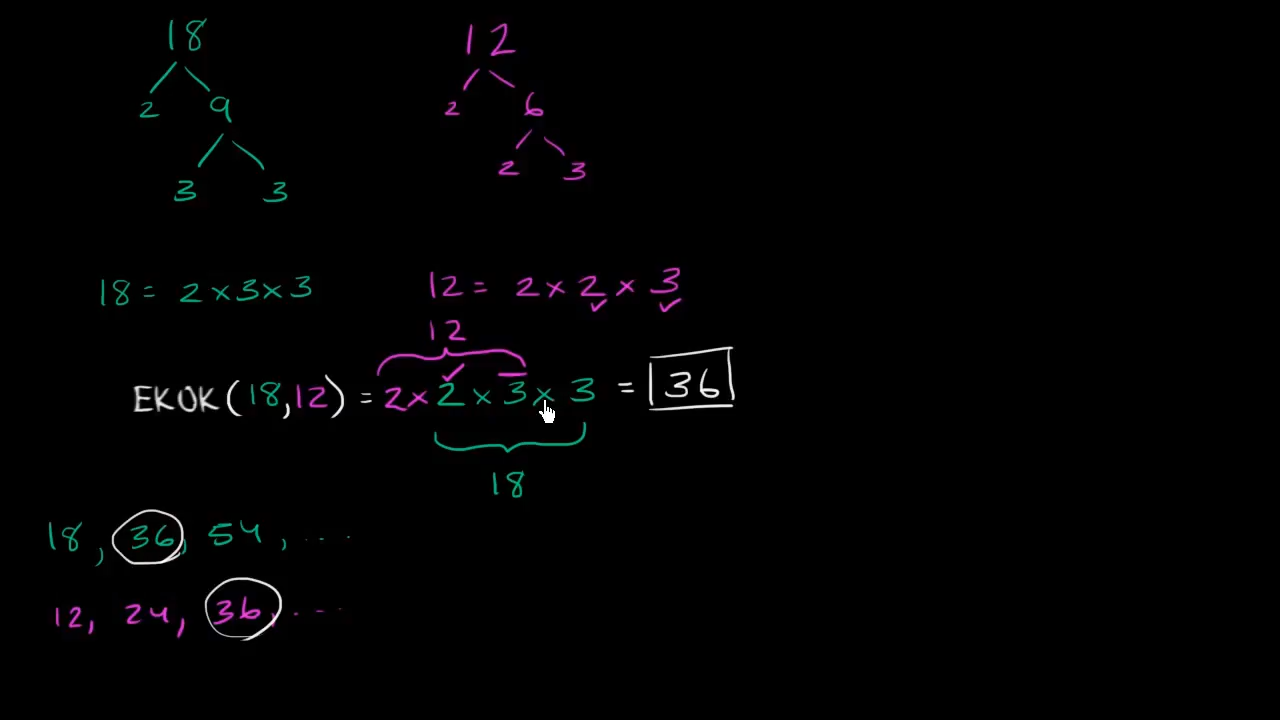 18 12
2 9 2 6
3 3 2 3
18 = 2 x 3 x 3 12 = 2 x 2 x 3
12
EKOK(18,12) = 2 x 2 x 3 x 3 = 36
18
18, 36, 54, ...
12, 24, 36, ...